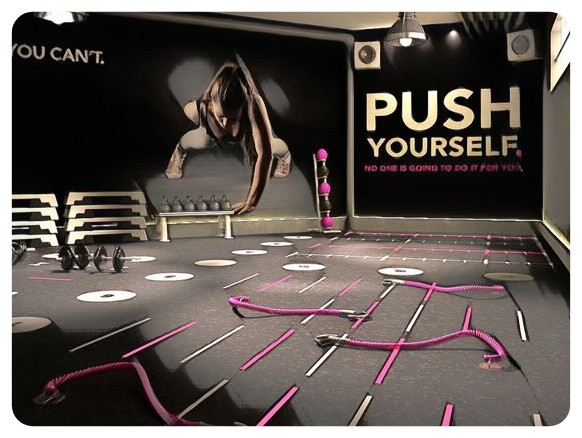 YOU CAN'T.
PUSH
YOURSELF,
NO ONE IS GOING TO DO IT FOR YOU.